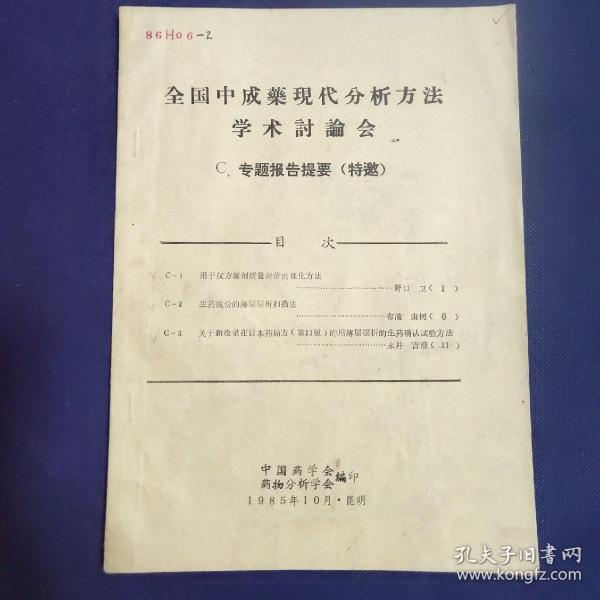 86H06-2
全国中成藥現代分析方法
学术討論会
C. 专题报告提要（特邀）
目 次
C-1 用于汉方制剂质量评价的理化方法
野口 卫（1）
C-2 生药成份的薄层层析扫描法
布浦 由树（6）
C-3 关于新收录在日本药局方（第11版）的用薄层层析的生药确认试验方法
永井 吉澄（11）
中国药学会
药物分析学会编印
1985年10月·昆明
孔夫子旧书网
www.kongfz.com